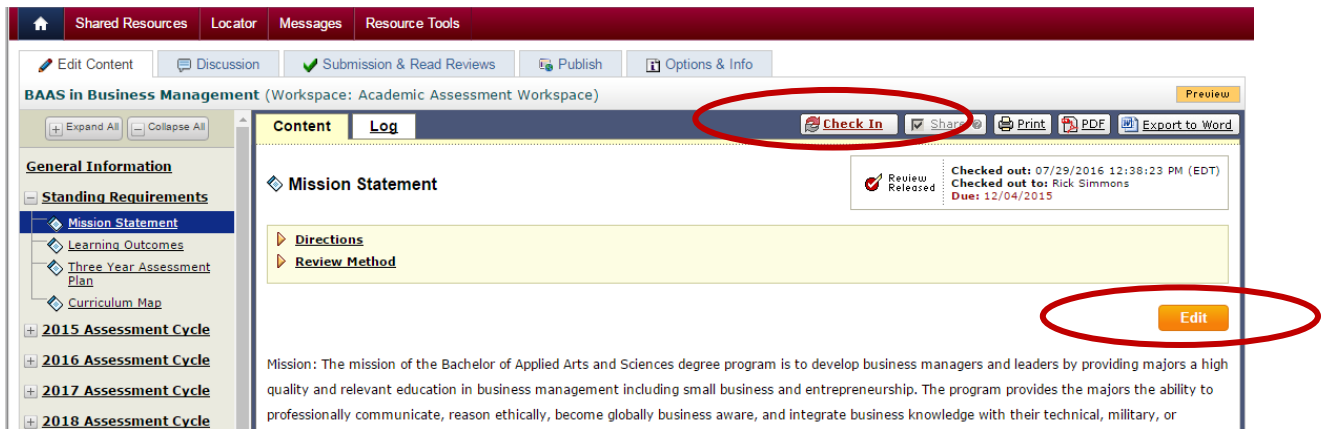 Shared Resources Locator Messages Resource Tools
Edit Content Discussion Submission & Read Reviews Publish Options & Info
BAAS in Business Management (Workspace: Academic Assessment Workspace) Preview
Expand All Collapse All
Content Log Check In Share Print PDF Export to Word
General Information
Standing Requirements
Mission Statement
Learning Outcomes
Three Year Assessment
Plan
Curriculum Map
2015 Assessment Cycle
2016 Assessment Cycle
2017 Assessment Cycle
2018 Assessment Cycle
Mission Statement
Review
Released
Checked out: 07/29/2016 12:38:23 PM (EDT)
Checked out to: Rick Simmons
Due: 12/04/2015
Directions
Review Method
Edit
Mission: The mission of the Bachelor of Applied Arts and Sciences degree program is to develop business managers and leaders by providing majors a high
quality and relevant education in business management including small business and entrepreneurship. The program provides the majors the ability to
professionally communicate, reason ethically, become globally business aware, and integrate business knowledge with their technical, military, or